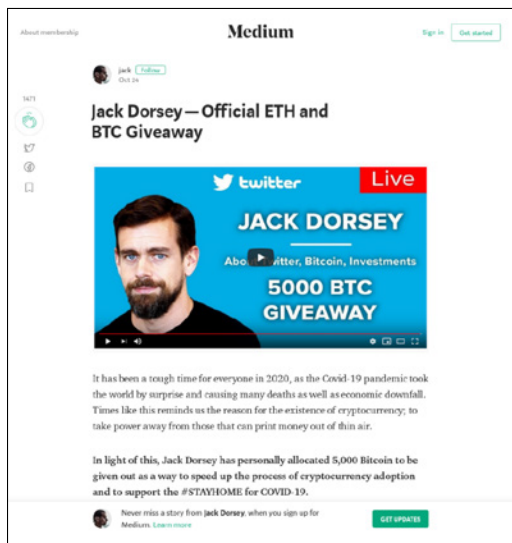 About membership
Medium
Sign in
Get started
jack Follow
Oct 24
1471
Jack Dorsey—Official ETH and
BTC Giveaway
twitter
Live
JACK DORSEY
About Twitter, Bitcoin, Investments
5000 BTC
GIVEAWAY
It has been a tough time for everyone in 2020, as the Covid-19 pandemic took
the world by surprise and causing many deaths as well as economic downfall.
Times like this reminds us the reason for the existence of cryptocurrency; to
take power away from those that can print money out of thin air.
In light of this, Jack Dorsey has personally allocated 5,000 Bitcoin to be
given out as a way to speed up the process of cryptocurrency adoption
and to support the #STAYHOME for COVID-19.
Never miss a story from Jack Dorsey, when you sign up for
Medium. Learn more
GET UPDATES